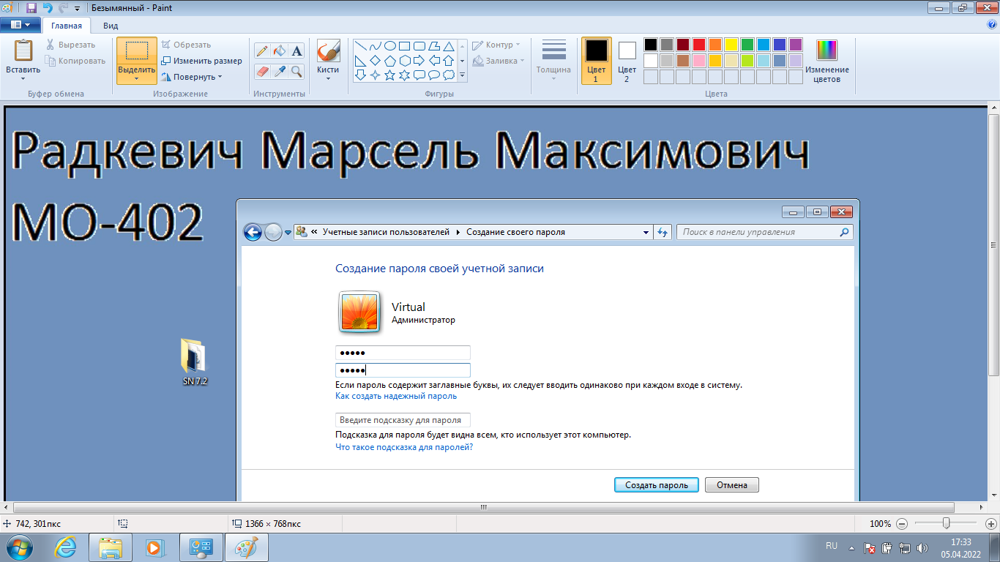 Безымянный - Paint
Главная
Вид
Вставить
Вырезать
Копировать
Буфер обмена
Выделить
Обрезать
Изменить размер
Повернуть
Изображение
A
Инструменты
Кисти
Контур
Заливка
Фигуры
Толщина
Цвет 1
Цвет 2
Изменение цветов
Цвета
Радкевич Марсель Максимович
МО-402
SN 7.2
« Учетные записи пользователей
Создание своего пароля
Поиск в панели управления
Создание пароля своей учетной записи
Virtual
Администратор
Если пароль содержит заглавные буквы, их следует вводить одинаково при каждом входе в систему.
Как создать надежный пароль
Введите подсказку для пароля
Подсказка для пароля будет видна всем, кто использует этот компьютер.
Что такое подсказка для паролей?
Создать пароль
Отмена
742, 301пкс
1366 × 768пкс
100%
RU
17:33
05.04.2022